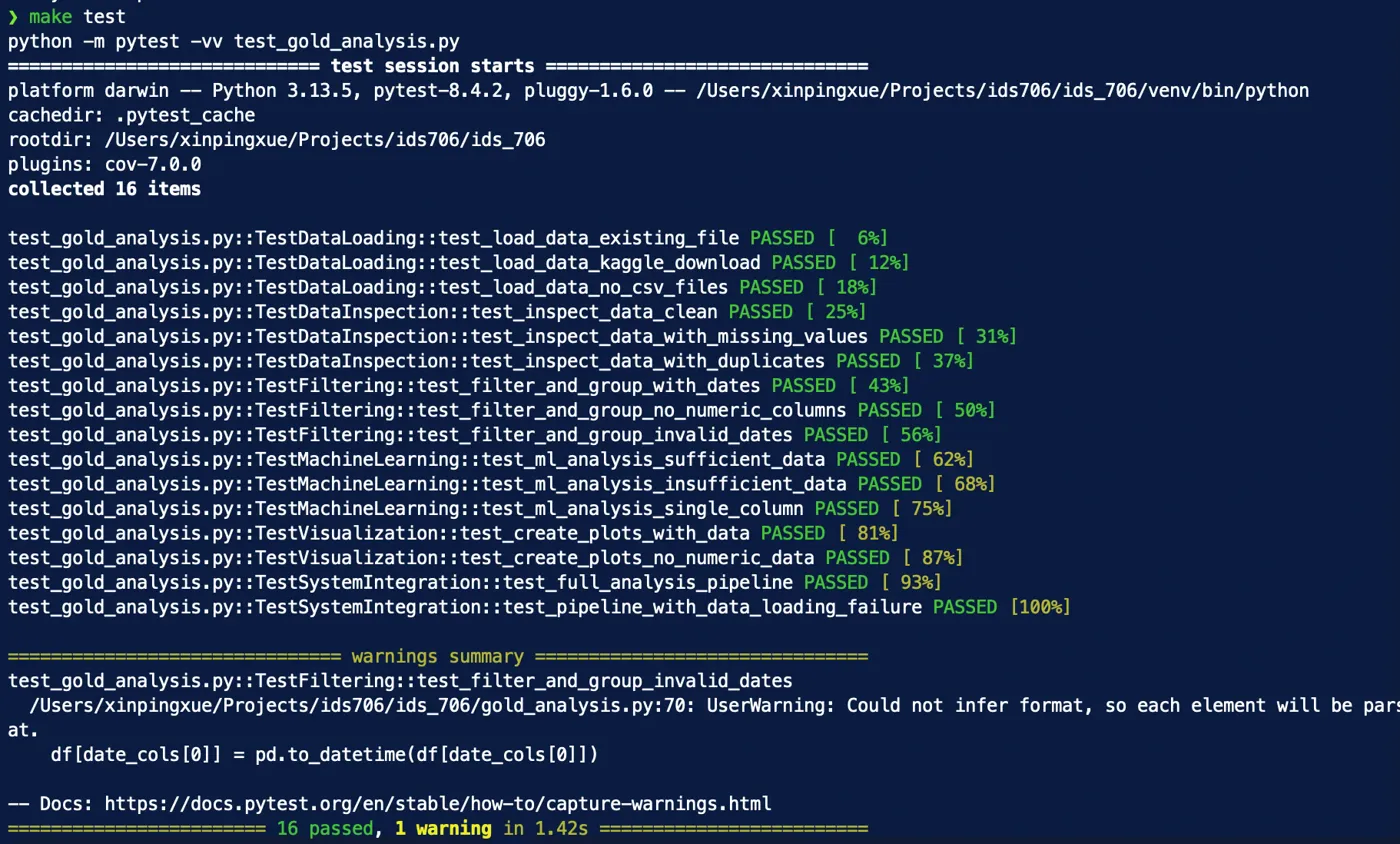 ❯ make test
python -m pytest -vv test_gold_analysis.py
============================= test session starts ==============================
platform darwin -- Python 3.13.5, pytest-8.4.2, pluggy-1.6.0 -- /Users/xinpingxue/Projects/ids706/ids_706/venv/bin/python
cachedir: .pytest_cache
rootdir: /Users/xinpingxue/Projects/ids706/ids_706
plugins: cov-7.0.0
collected 16 items

test_gold_analysis.py::TestDataLoading::test_load_data_existing_file PASSED [  6%]
test_gold_analysis.py::TestDataLoading::test_load_data_kaggle_download PASSED [ 12%]
test_gold_analysis.py::TestDataLoading::test_load_data_no_csv_files PASSED [ 18%]
test_gold_analysis.py::TestDataInspection::test_inspect_data_clean PASSED [ 25%]
test_gold_analysis.py::TestDataInspection::test_inspect_data_with_missing_values PASSED [ 31%]
test_gold_analysis.py::TestDataInspection::test_inspect_data_with_duplicates PASSED [ 37%]
test_gold_analysis.py::TestFiltering::test_filter_and_group_with_dates PASSED [ 43%]
test_gold_analysis.py::TestFiltering::test_filter_and_group_no_numeric_columns PASSED [ 50%]
test_gold_analysis.py::TestFiltering::test_filter_and_group_invalid_dates PASSED [ 56%]
test_gold_analysis.py::TestMachineLearning::test_ml_analysis_sufficient_data PASSED [ 62%]
test_gold_analysis.py::TestMachineLearning::test_ml_analysis_insufficient_data PASSED [ 68%]
test_gold_analysis.py::TestMachineLearning::test_ml_analysis_single_column PASSED [ 75%]
test_gold_analysis.py::TestVisualization::test_create_plots_with_data PASSED [ 81%]
test_gold_analysis.py::TestVisualization::test_create_plots_no_numeric_data PASSED [ 87%]
test_gold_analysis.py::TestSystemIntegration::test_full_analysis_pipeline PASSED [ 93%]
test_gold_analysis.py::TestSystemIntegration::test_pipeline_with_data_loading_failure PASSED [100%]

=============================== warnings summary ===============================
test_gold_analysis.py::TestFiltering::test_filter_and_group_invalid_dates
  /Users/xinpingxue/Projects/ids706/ids_706/gold_analysis.py:70: UserWarning: Could not infer format, so each element will be pars
at.
    df[date_cols[0]] = pd.to_datetime(df[date_cols[0]])

-- Docs: https://docs.pytest.org/en/stable/how-to/capture-warnings.html
======================== 16 passed, 1 warning in 1.42s =========================